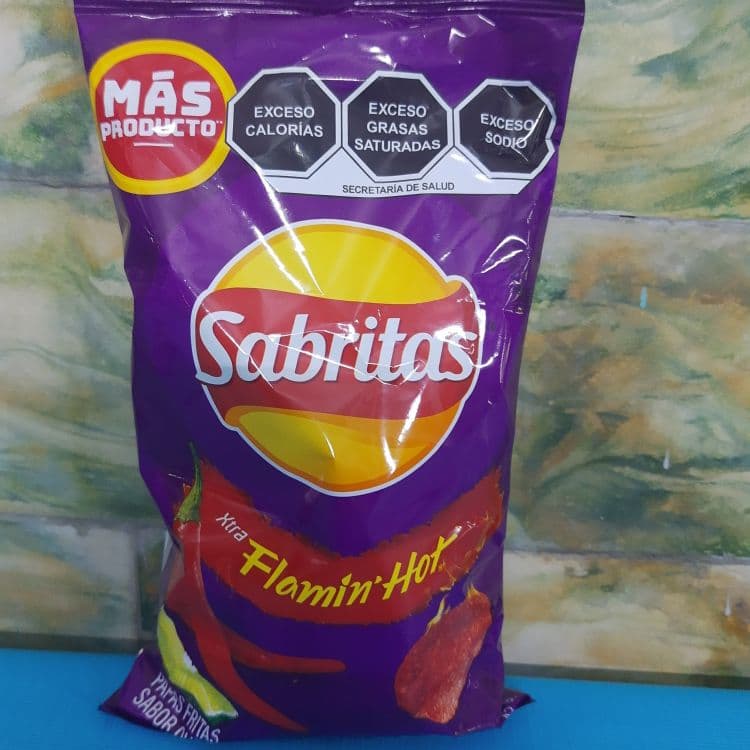 MÁS
PRODUCTO
EXCESO
CALORÍAS
EXCESO
GRASAS
SATURADAS
EXCESO
SODIO
SECRETARÍA DE SALUD
Sabritas
Xtra
Flamin' Hot
PAPAS FRITAS
SABOR